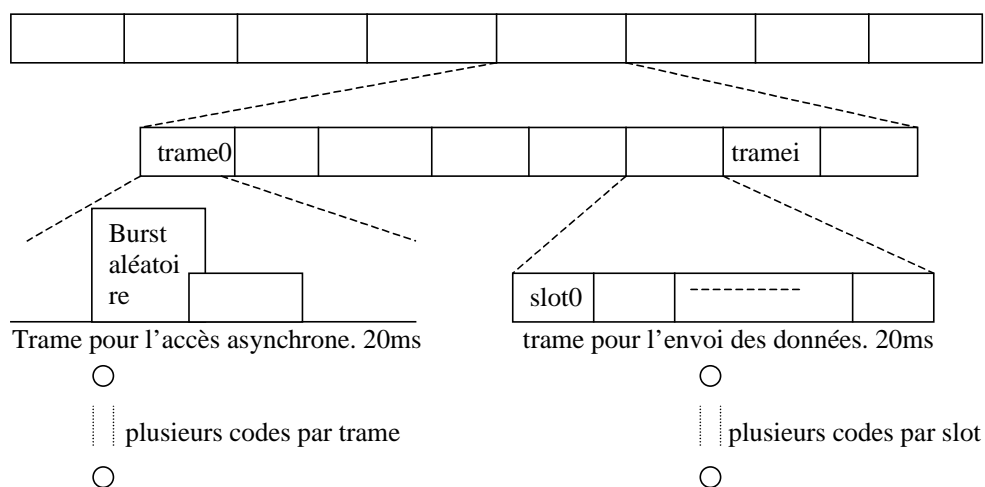 trame0
tramei
Burst
aléatoi
re
slot0
Trame pour l'accès asynchrone. 20ms
trame pour l'envoi des données. 20ms
plusieurs codes par trame
plusieurs codes par slot